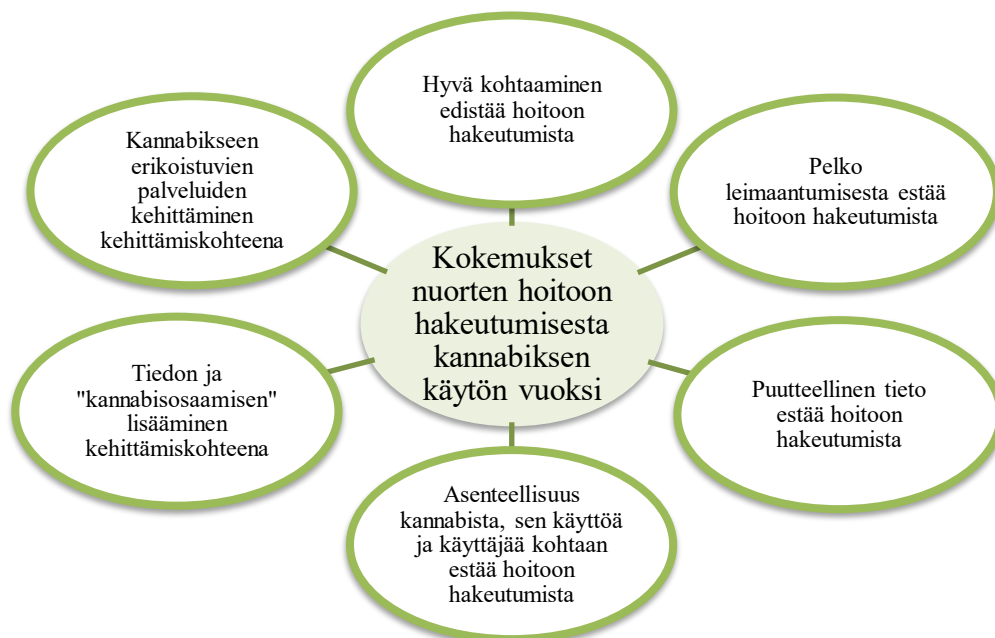 Hyvä kohtaaminen
edistää hoitoon
hakeutumista
Kannabikseen
erikoistuvien
palveluiden
kehittäminen
kehittämiskohteena
Pelko
leimaantumisesta estää
hoitoon hakeutumista
Kokemukset
nuorten hoitoon
hakeutumisesta
kannabiksen
käytön vuoksi
Tiedon ja
"kannabisosaamisen"
lisääminen
kehittämiskohteena
Puutteellinen tieto
estää hoitoon
hakeutumista
Asenteellisuus
kannabista, sen käyttöä
ja käyttäjää kohtaan
estää hoitoon
hakeutumista